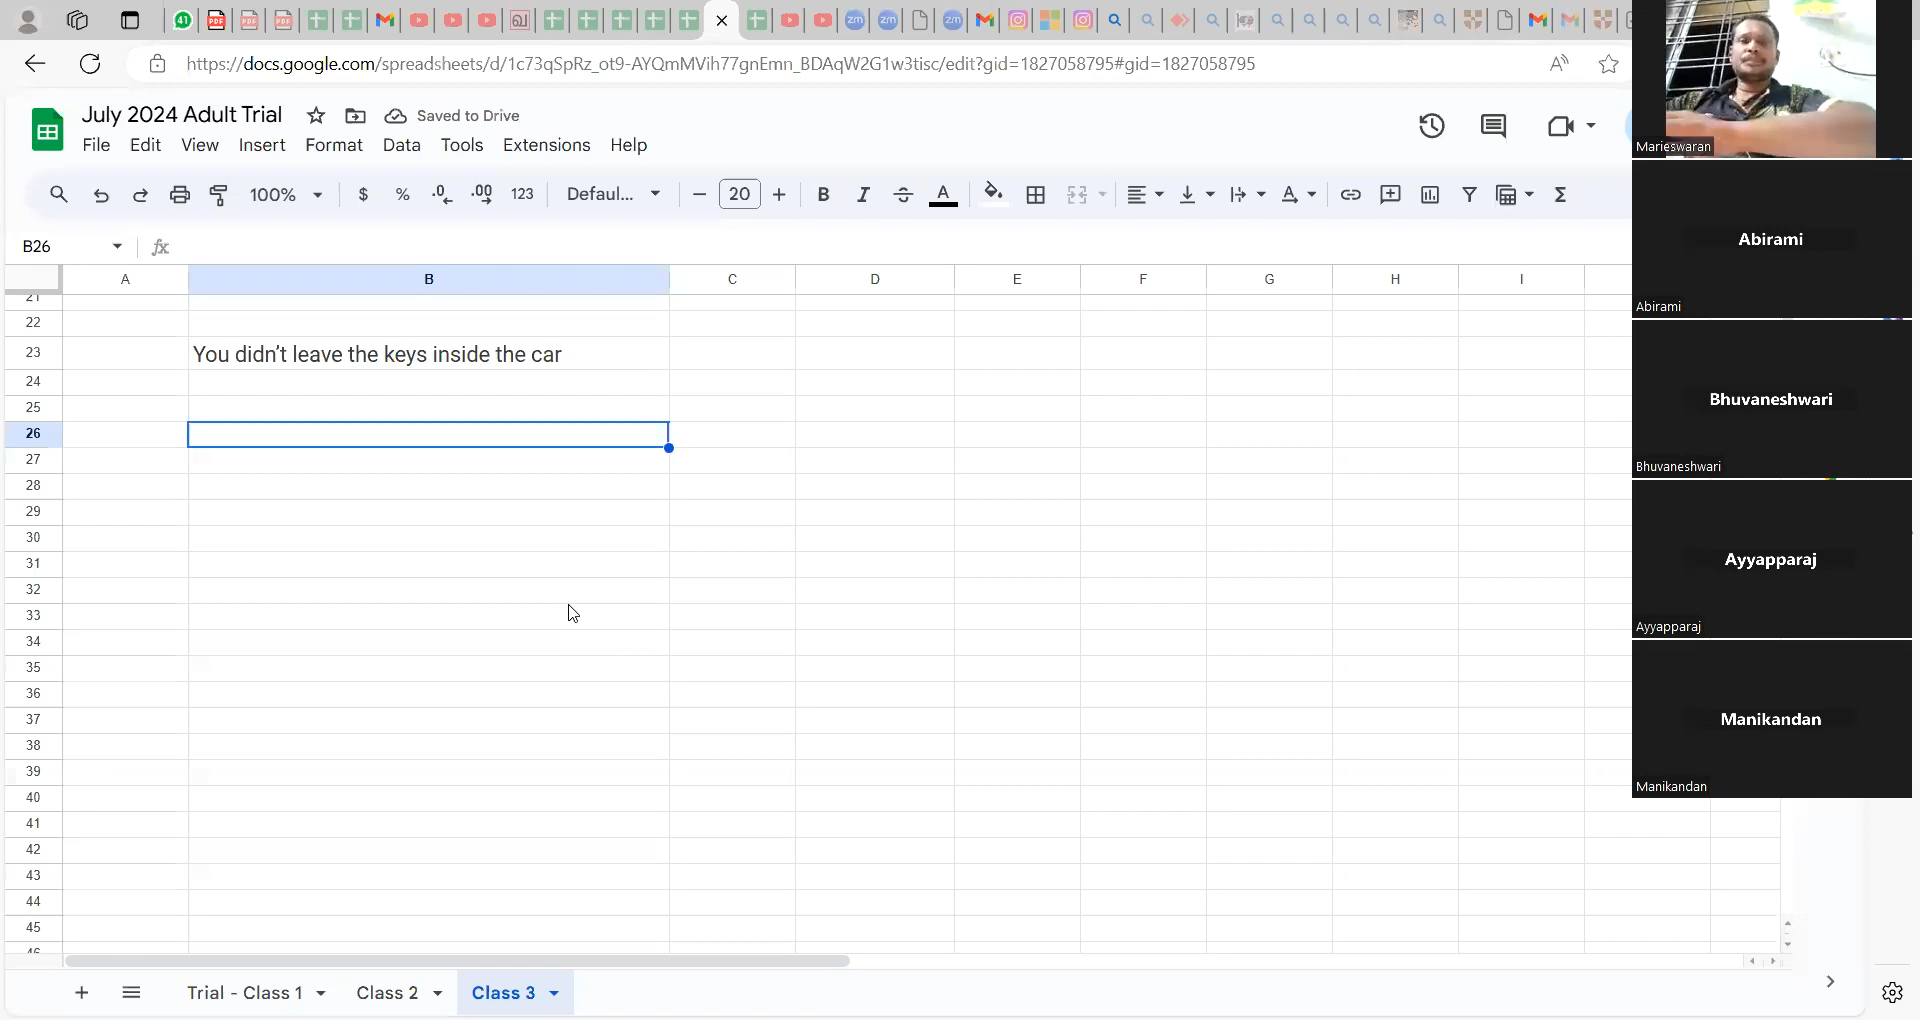 41
https://docs.google.com/spreadsheets/d/1c73qSpRz_ot9-AYQmMVih77gnEmn_BDAqW2G1w3tisc/edit?gid=1827058795#gid=1827058795
July 2024 Adult Trial
Saved to Drive
File Edit View Insert Format Data Tools Extensions Help
100% $ % .0 .00 123 Defaul... 20 B I A
B26 fx
A B C D E F G H I
21
22
23 You didn’t leave the keys inside the car
24
25
26
27
28
29
30
31
32
33
34
35
36
37
38
39
40
41
42
43
44
45
46
Trial - Class 1 Class 2 Class 3
Marieswaran
Abirami
Abirami
Bhuvaneshwari
Bhuvaneshwari
Ayyapparaj
Ayyapparaj
Manikandan
Manikandan